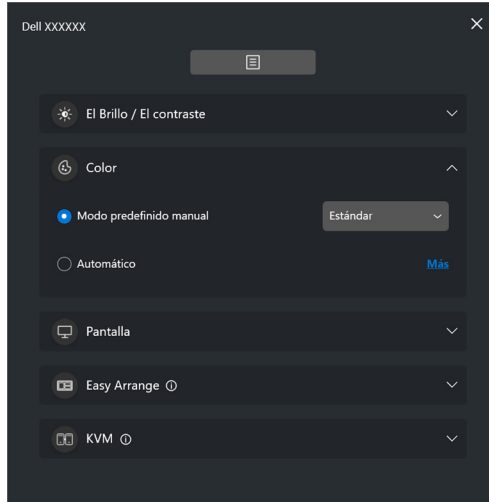 Dell XXXXXX
El Brillo / El contraste
Color
Modo predefinido manual
Estándar
Automático
Más
Pantalla
Easy Arrange
KVM